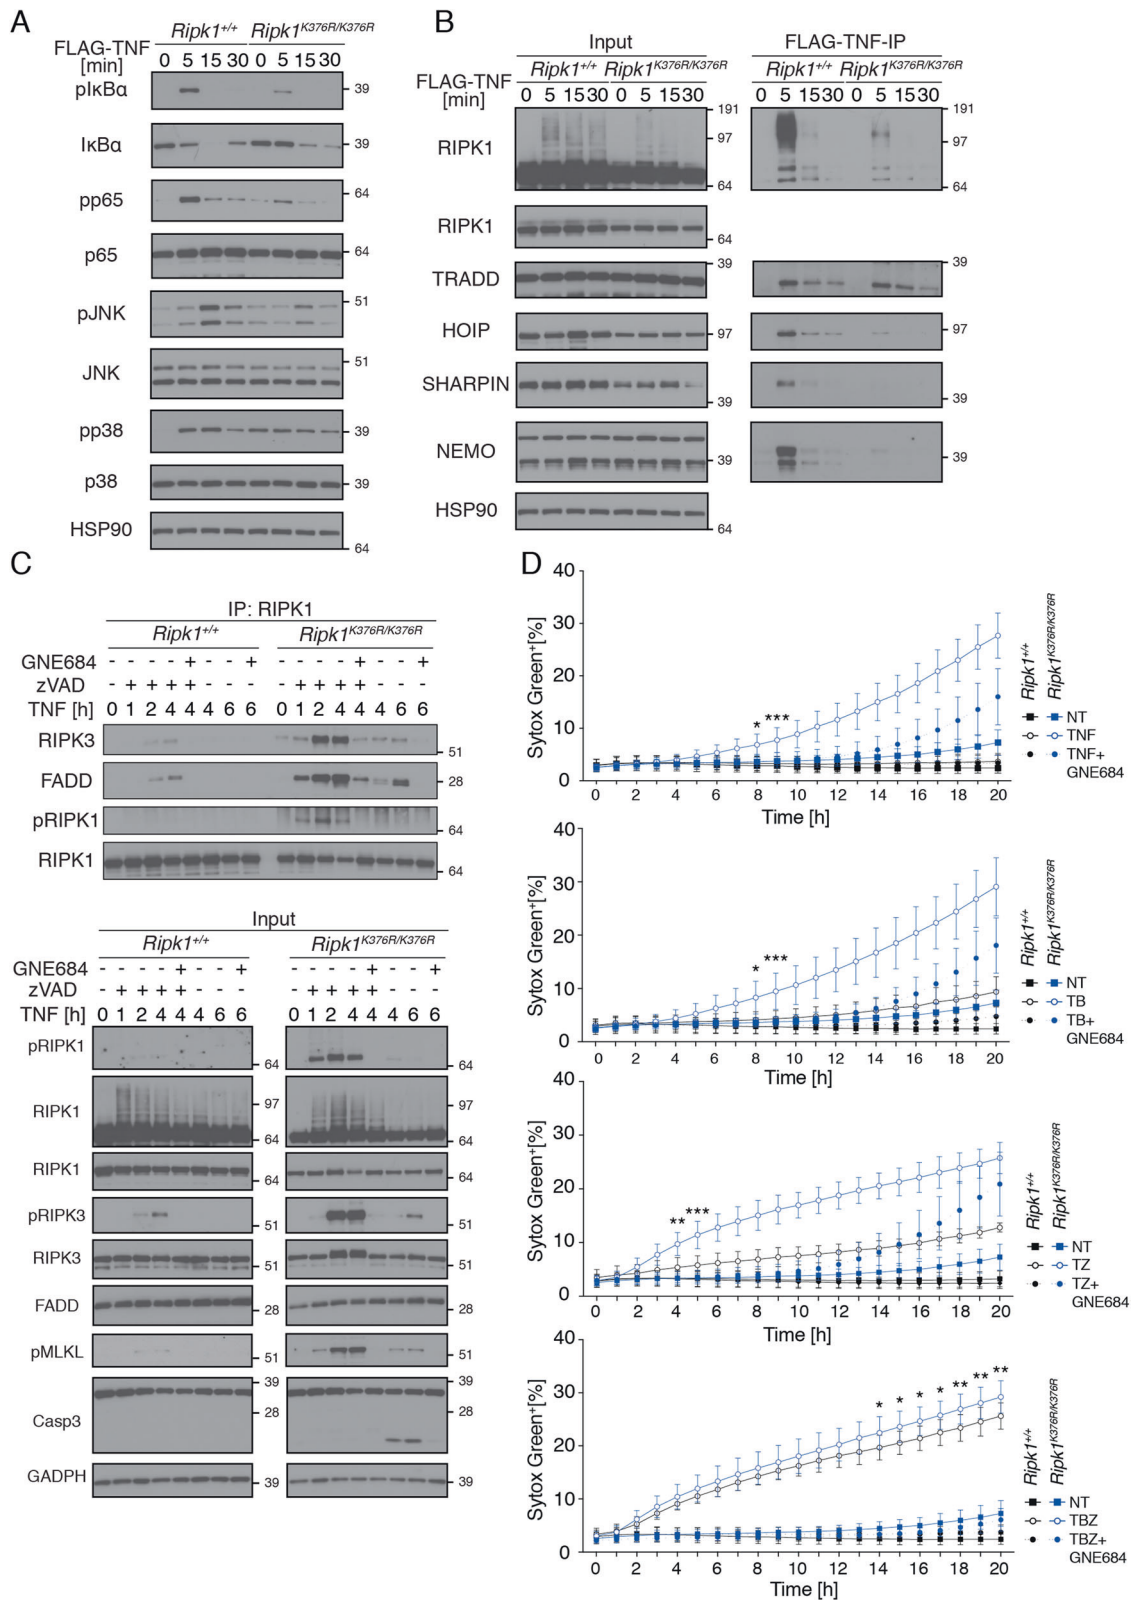 A
Ripk1+/+ Ripk1K376R/K376R
FLAG-TNF
[min]
0 5 15 30 0 5 15 30
pIκBα
39
IκBα
39
pp65
64
p65
64
pJNK
51
JNK
51
pp38
39
p38
39
HSP90
64
B
Input
FLAG-TNF-IP
Ripk1+/+ Ripk1K376R/K376R
Ripk1+/+ Ripk1K376R/K376R
FLAG-TNF
[min]
0 5 15 30 0 5 15 30
0 5 15 30 0 5 15 30
RIPK1
191
97
64
191
97
64
RIPK1
64
TRADD
39
39
HOIP
97
97
SHARPIN
39
39
NEMO
39
39
HSP90
64
C
IP: RIPK1
Ripk1+/+
Ripk1K376R/K376R
GNE684 - - - - + - - + - - - - + - - +
zVAD - + + + + - - - - + + + + - - -
TNF [h] 0 1 2 4 4 4 6 6 0 1 2 4 4 4 6 6
RIPK3
51
FADD
28
pRIPK1
64
RIPK1
64
Input
Ripk1+/+
Ripk1K376R/K376R
GNE684 - - - - + - - + - - - - + - - +
zVAD - + + + + - - - - + + + + - - -
TNF [h] 0 1 2 4 4 4 6 6 0 1 2 4 4 4 6 6
pRIPK1
64
64
RIPK1
97
64
97
64
RIPK1
64
64
pRIPK3
51
51
RIPK3
51
51
FADD
28
28
pMLKL
51
51
Casp3
39
28
39
28
GADPH
39
39
D
Sytox Green+[%]
40
30
20
10
0
* ***
0 2 4 6 8 10 12 14 16 18 20
Time [h]
Ripk1+/+
Ripk1K376R/K376R
NT
TNF
TNF+
GNE684
Sytox Green+[%]
40
30
20
10
0
* ***
0 2 4 6 8 10 12 14 16 18 20
Time [h]
Ripk1+/+
Ripk1K376R/K376R
NT
TB
TB+
GNE684
Sytox Green+[%]
40
30
20
10
0
** ***
0 2 4 6 8 10 12 14 16 18 20
Time [h]
Ripk1+/+
Ripk1K376R/K376R
NT
TZ
TZ+
GNE684
Sytox Green+[%]
40
30
20
10
0
* * * * ** ** **
0 2 4 6 8 10 12 14 16 18 20
Time [h]
Ripk1+/+
Ripk1K376R/K376R
NT
TBZ
TBZ+
GNE684